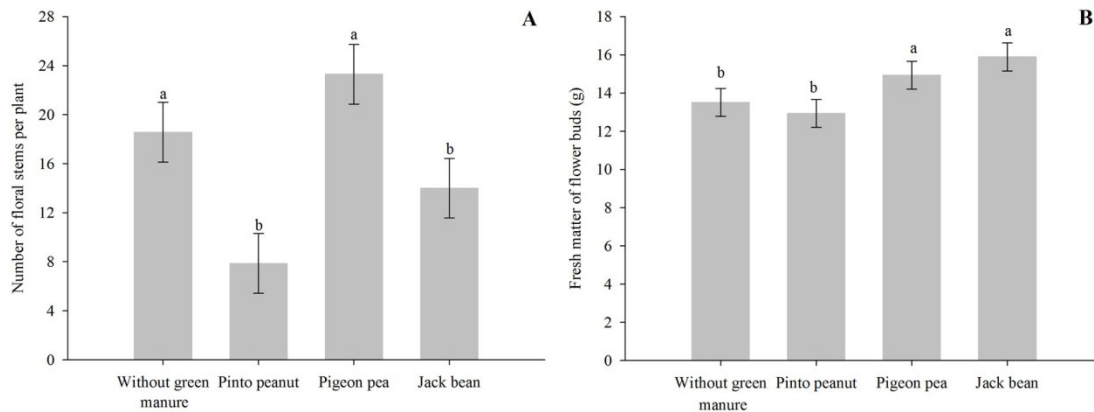 A
Number of floral stems per plant
28
24
20
16
12
8
4
0
a
b
a
b
Without green
manure
Pinto peanut
Pigeon pea
Jack bean
B
Fresh matter of flower buds (g)
18
16
14
12
10
8
6
4
2
0
b
b
a
a
Without green
manure
Pinto peanut
Pigeon pea
Jack bean